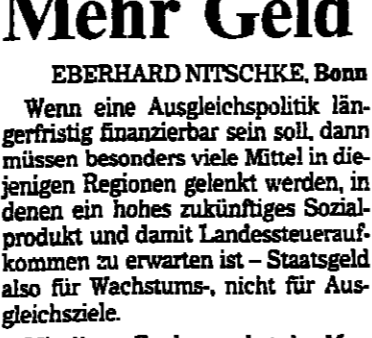 Mehr Geld
EBERHARD NITSCHKE, Bonn
Wenn eine Ausgleichspolitik län-
gerfristig finanzierbar sein soll, dann
müssen besonders viele Mittel in die-
jenigen Regionen gelenkt werden, in
denen ein hohes zukünftiges Sozial-
produkt und damit Landessteuerauf-
kommen zu erwarten ist – Staatsgeld
also für Wachstums-, nicht für Aus-
gleichsziele.